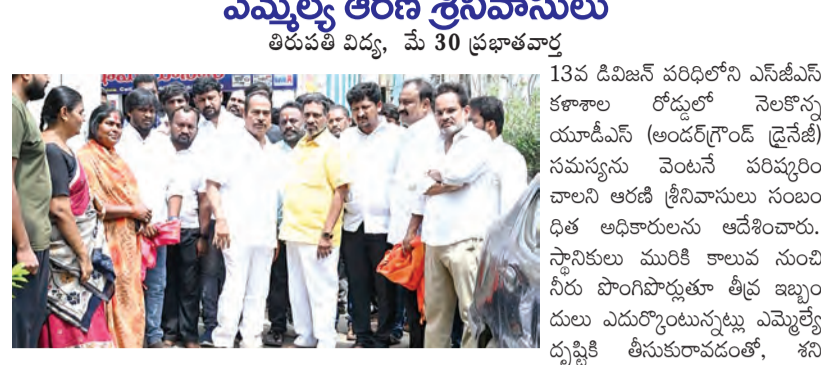 ఎమ్మెల్యే ఆరణి శ్రీనివాసులు
తిరుపతి విద్య, మే 30 ప్రభాతవార్త
13వ డివిజన్ పరిధిలోని ఎస్‌జీఎస్
కళాశాల రోడ్డులో నెలకొన్న
యూడీఎస్ (అండర్‌గ్రౌండ్ డ్రైనేజీ)
సమస్యను వెంటనే పరిష్కరిం
చాలని ఆరణి శ్రీనివాసులు సంబం
ధిత అధికారులను ఆదేశించారు.
స్థానికులు మురికి కాలువ నుంచి
నీరు పొంగిపొర్లుతూ తీవ్ర ఇబ్బం
దులు ఎదుర్కొంటున్నట్లు ఎమ్మెల్యే
దృష్టికి తీసుకురావడంతో, శని